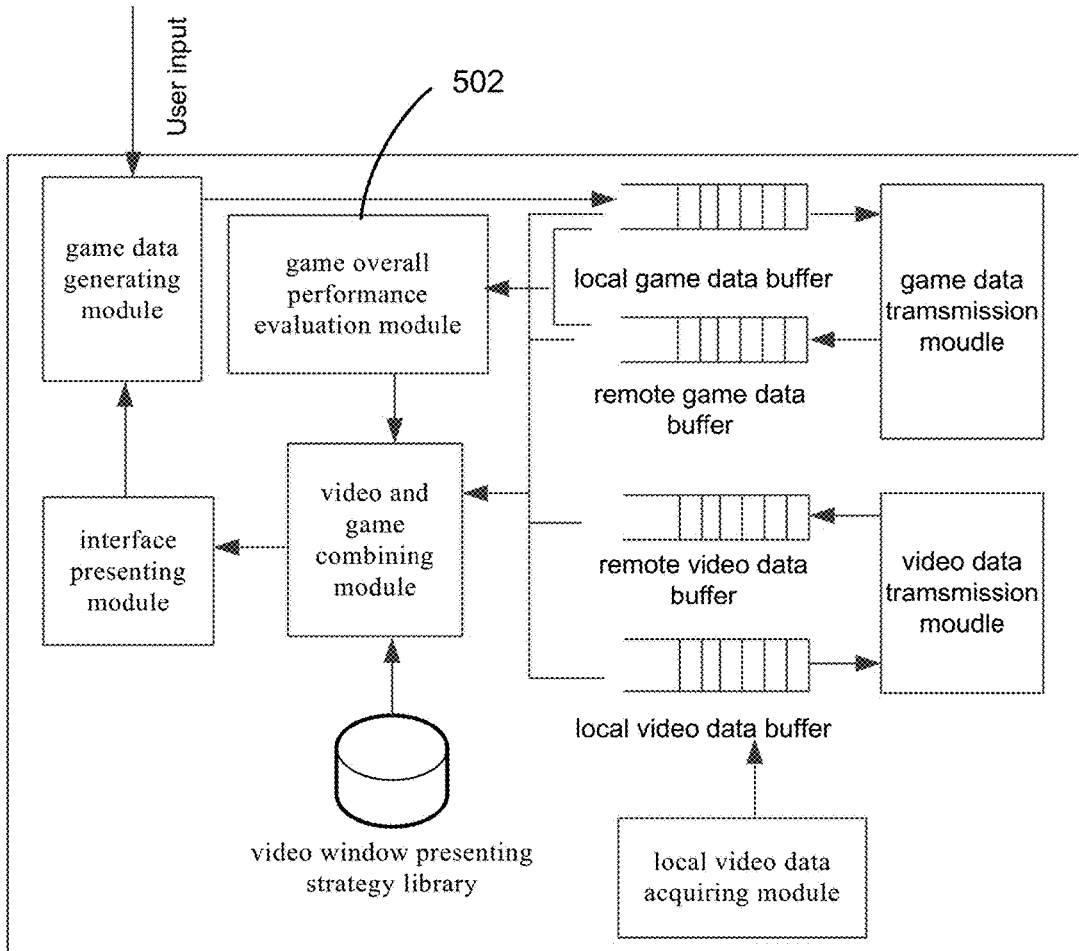 User input
502
game data
generating
module
game overall
performance
evaluation module
local game data buffer
game data
tramsmission
moudle
remote game data
buffer
interface
presenting
module
video and
game
combining
module
remote video data
buffer
video data
tramsmission
moudle
local video data buffer
video window presenting
strategy library
local video data
acquiring module